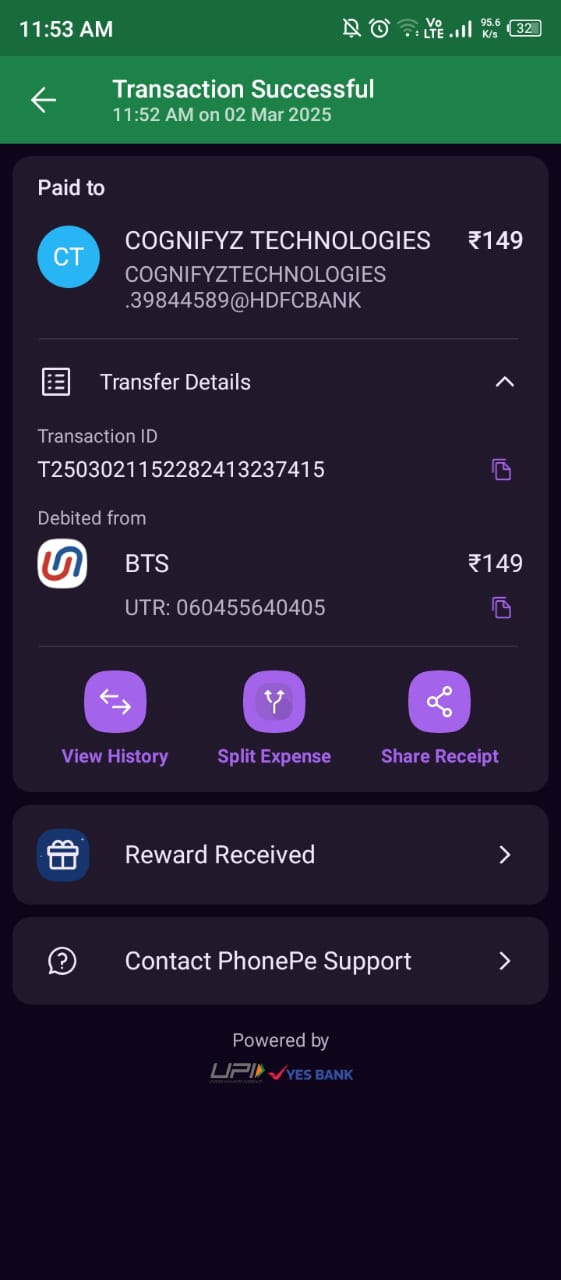 11:53 AM
Vo LTE
95.6 K/s
32
Transaction Successful
11:52 AM on 02 Mar 2025
Paid to
CT
COGNIFYZ TECHNOLOGIES ₹149
COGNIFYZTECHNOLOGIES
.39844589@HDFCBANK
Transfer Details
Transaction ID
T2503021152282413237415
Debited from
BTS ₹149
UTR: 060455640405
View History Split Expense Share Receipt
Reward Received
Contact PhonePe Support
Powered by
UPI YES BANK